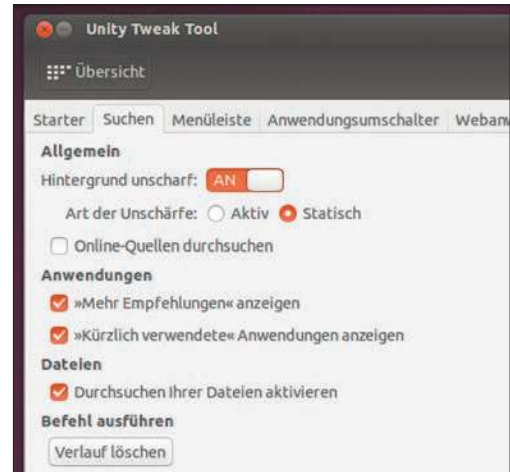 Unity Tweak Tool
Übersicht
Starter Suchen Menüleiste Anwendungsumschalter
Allgemein
Hintergrund unscharf: AN
Art der Unschärfe: Aktiv Statisch
Online-Quellen durchsuchen
Anwendungen
»Mehr Empfehlungen« anzeigen
»Kürzlich verwendete« Anwendungen anzeigen
Dateien
Durchsuchen Ihrer Dateien aktivieren
Befehl ausführen
Verlauf löschen